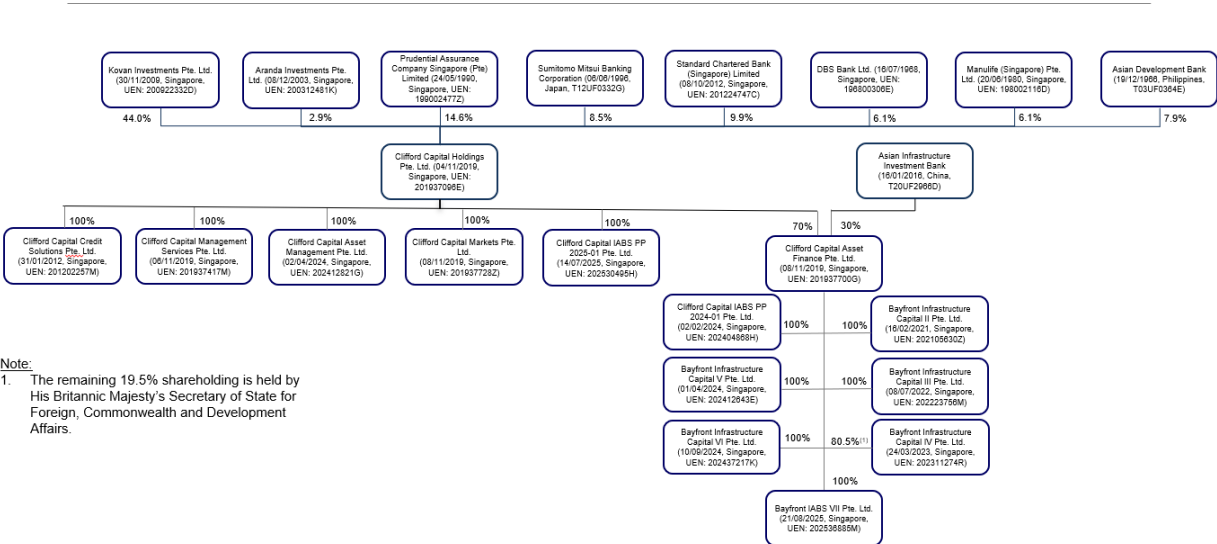 Kovan Investments Pte. Ltd.
(30/11/2009, Singapore,
UEN: 200922332D)
Aranda Investments Pte.
Ltd. (08/12/2003, Singapore,
UEN: 200312481K)
Prudential Assurance
Company Singapore (Pte)
Limited (24/05/1990,
Singapore, UEN:
199002477Z)
Sumitomo Mitsui Banking
Corporation (06/06/1996,
Japan, T12UF0332G)
Standard Chartered Bank
(Singapore) Limited
(08/10/2012, Singapore,
UEN: 201224747C)
DBS Bank Ltd. (16/07/1968,
Singapore, UEN:
196800306E)
Manulife (Singapore) Pte.
Ltd. (20/06/1980, Singapore,
UEN: 198002116D)
Asian Development Bank
(19/12/1966, Philippines,
T03UF0364E)
44.0%
2.9%
14.6%
8.5%
9.9%
6.1%
6.1%
7.9%
Clifford Capital Holdings
Pte. Ltd. (04/11/2019,
Singapore, UEN:
201937096E)
Asian Infrastructure
Investment Bank
(16/01/2016, China,
T20UF2966D)
100%
100%
100%
100%
100%
70%
30%
Clifford Capital Credit
Solutions Pte. Ltd.
(31/01/2012, Singapore,
UEN: 201202257M)
Clifford Capital Management
Services Pte. Ltd.
(06/11/2019, Singapore,
UEN: 201937417M)
Clifford Capital Asset
Management Pte. Ltd.
(02/04/2024, Singapore,
UEN: 202412821G)
Clifford Capital Markets Pte.
Ltd.
(08/11/2019, Singapore,
UEN: 201937728Z)
Clifford Capital IABS PP
2025-01 Pte. Ltd.
(14/07/2025, Singapore,
UEN: 202530495H)
Clifford Capital Asset
Finance Pte. Ltd.
(08/11/2019, Singapore,
UEN: 201937700G)
Clifford Capital IABS PP
2024-01 Pte. Ltd.
(02/02/2024, Singapore,
UEN: 202404868H)
100%
100%
Bayfront Infrastructure
Capital II Pte. Ltd.
(16/02/2021, Singapore,
UEN: 202105630Z)
Bayfront Infrastructure
Capital V Pte. Ltd.
(01/04/2024, Singapore,
UEN: 202412643E)
100%
100%
Bayfront Infrastructure
Capital III Pte. Ltd.
(08/07/2022, Singapore,
UEN: 202223756M)
Bayfront Infrastructure
Capital VI Pte. Ltd.
(10/09/2024, Singapore,
UEN: 202437217K)
100%
80.5%(1)
Bayfront Infrastructure
Capital IV Pte. Ltd.
(24/03/2023, Singapore,
UEN: 202311274R)
100%
Bayfront IABS VII Pte. Ltd.
(21/08/2025, Singapore,
UEN: 202536885M)
Note:
1. The remaining 19.5% shareholding is held by
His Britannic Majesty's Secretary of State for
Foreign, Commonwealth and Development
Affairs.